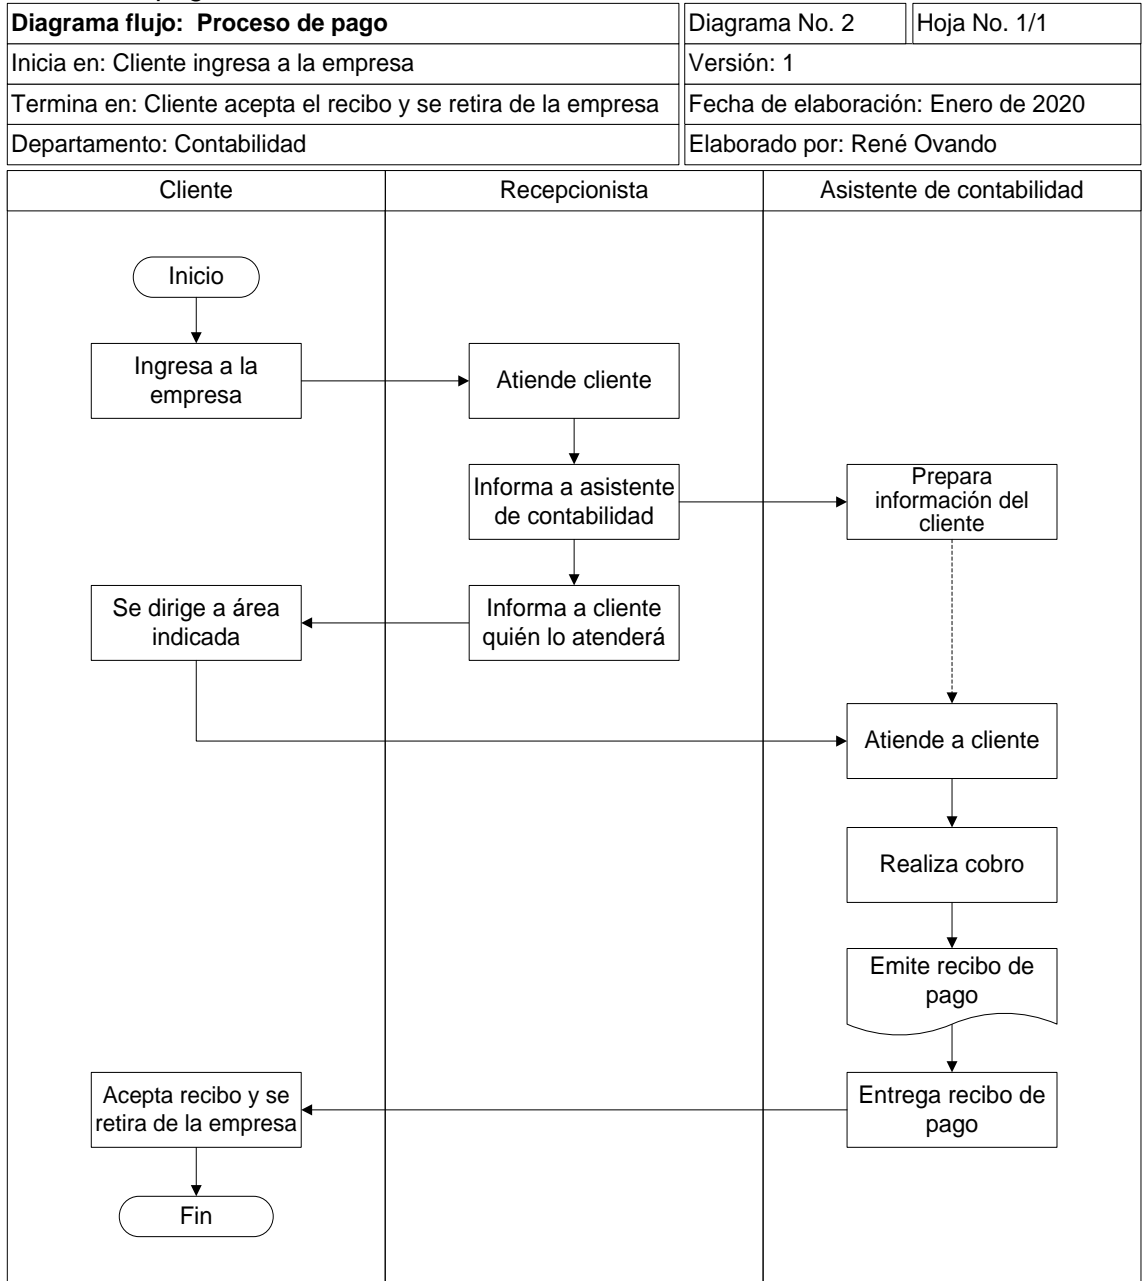 Diagrama flujo:  Proceso de pago
Diagrama No. 2
Hoja No. 1/1
Inicia en: Cliente ingresa a la empresa
Versión: 1
Termina en: Cliente acepta el recibo y se retira de la empresa
Fecha de elaboración: Enero de 2020
Departamento: Contabilidad
Elaborado por: René Ovando
Cliente
Recepcionista
Asistente de contabilidad
Inicio
Ingresa a la
empresa
Atiende cliente
Informa a asistente
de contabilidad
Prepara
información del
cliente
Se dirige a área
indicada
Informa a cliente
quién lo atenderá
Atiende a cliente
Realiza cobro
Emite recibo de
pago
Acepta recibo y se
retira de la empresa
Entrega recibo de
pago
Fin